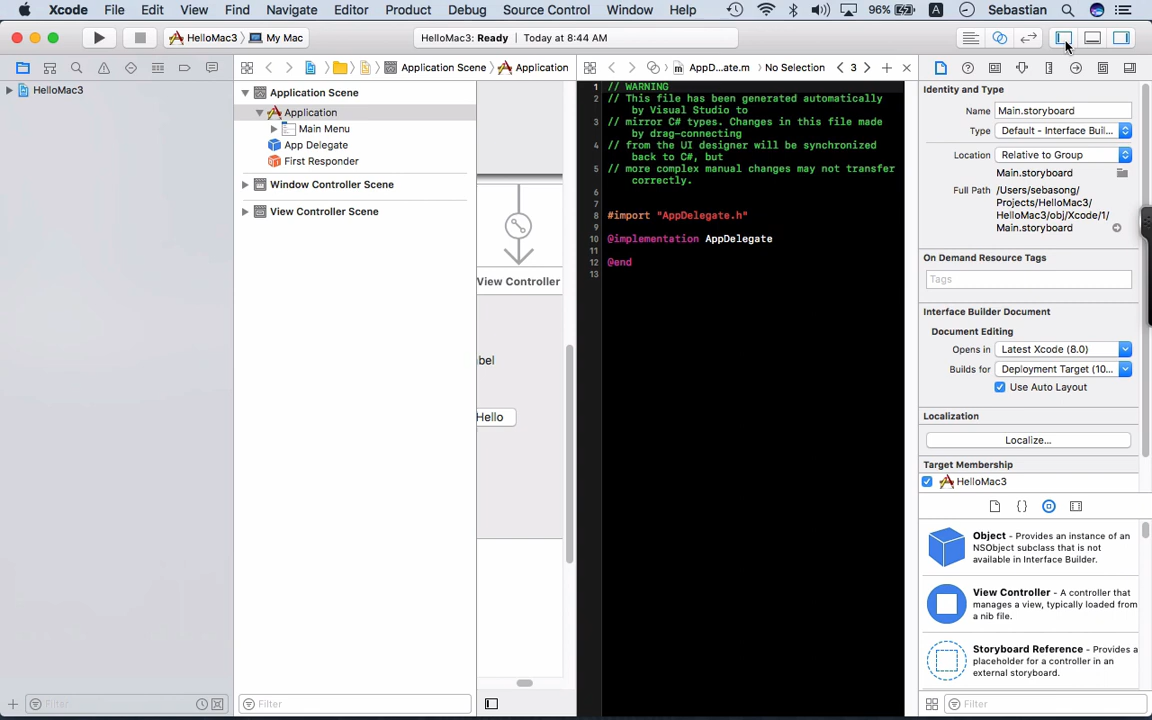 Xcode File Edit View Find Navigate Editor Product Debug Source Control Window Help 96% A Sebastian
HelloMac3 〉 My Mac
HelloMac3: Ready | Today at 8:44 AM
HelloMac3
Application Scene 〉 Application
AppD...ate.m 〉 No Selection 3
Application Scene
Application
Main Menu
App Delegate
First Responder
Window Controller Scene
View Controller Scene
View Controller
bel
Hello
1 // WARNING
2 // This file has been generated automatically
by Visual Studio to
3 // mirror C# types. Changes in this file made
by drag-connecting
4 // from the UI designer will be synchronized
back to C#, but
5 // more complex manual changes may not transfer
correctly.
6
7
8 #import "AppDelegate.h"
9
10 @implementation AppDelegate
11
12 @end
13
Identity and Type
Name Main.storyboard
Type Default - Interface Buil...
Location Relative to Group
Main.storyboard
Full Path /Users/sebasong/
Projects/HelloMac3/
HelloMac3/obj/Xcode/1/
Main.storyboard
On Demand Resource Tags
Tags
Interface Builder Document
Document Editing
Opens in Latest Xcode (8.0)
Builds for Deployment Target (10...
Use Auto Layout
Localization
Localize...
Target Membership
HelloMac3
{}
Object - Provides an instance of an
NSObject subclass that is not
available in Interface Builder.
View Controller - A controller that
manages a view, typically loaded from
a nib file.
Storyboard Reference - Provides a
placeholder for a controller in an
external storyboard.
Filter
Filter
Filter